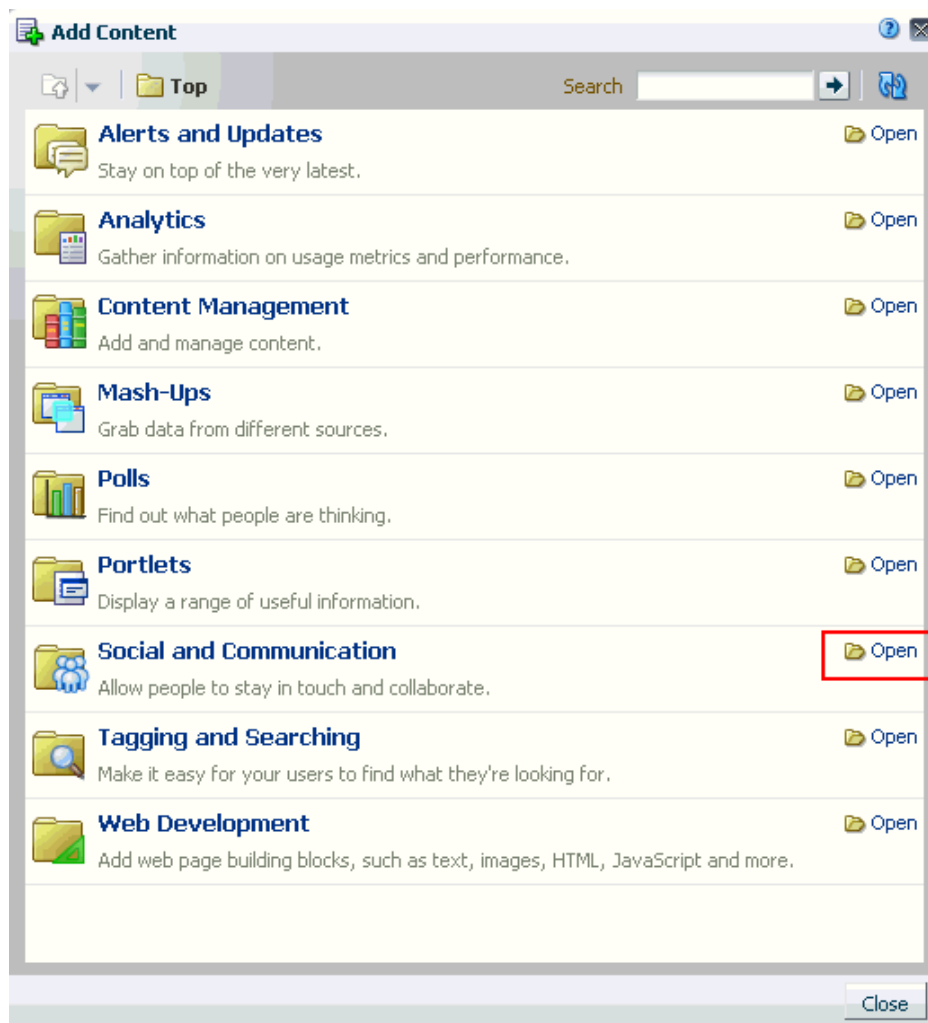 Add Content
Top Search
Alerts and Updates Open
Stay on top of the very latest.
Analytics Open
Gather information on usage metrics and performance.
Content Management Open
Add and manage content.
Mash-Ups Open
Grab data from different sources.
Polls Open
Find out what people are thinking.
Portlets Open
Display a range of useful information.
Social and Communication Open
Allow people to stay in touch and collaborate.
Tagging and Searching Open
Make it easy for your users to find what they're looking for.
Web Development Open
Add web page building blocks, such as text, images, HTML, JavaScript and more.
Close